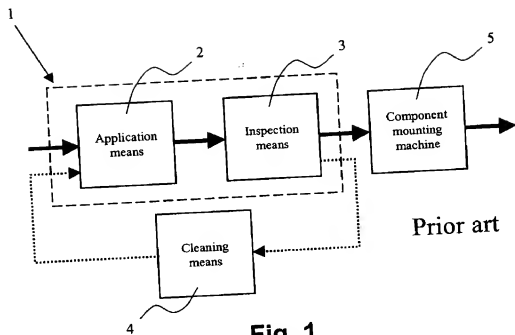 1
2
3
5
Application
means
Inspection
means
Component
mounting
machine
Prior art
Cleaning
means
4
Fig. 1